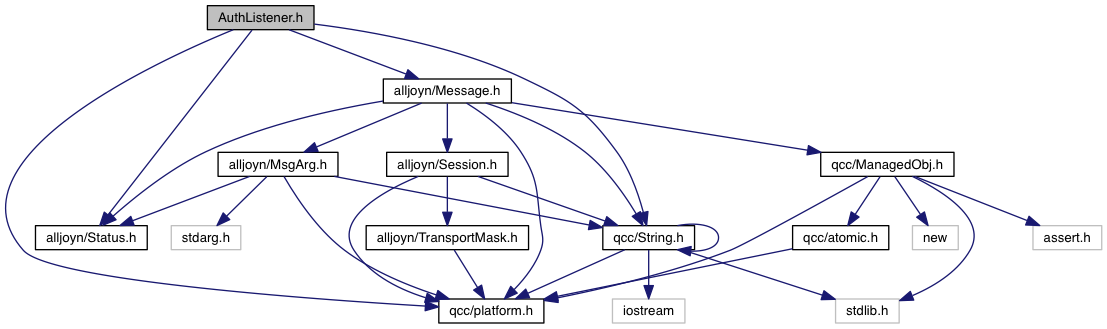 AuthListener.h
alljoyn/Message.h
alljoyn/MsgArg.h
alljoyn/Session.h
qcc/ManagedObj.h
alljoyn/Status.h
stdarg.h
alljoyn/TransportMask.h
qcc/String.h
qcc/atomic.h
new
assert.h
qcc/platform.h
iostream
stdlib.h